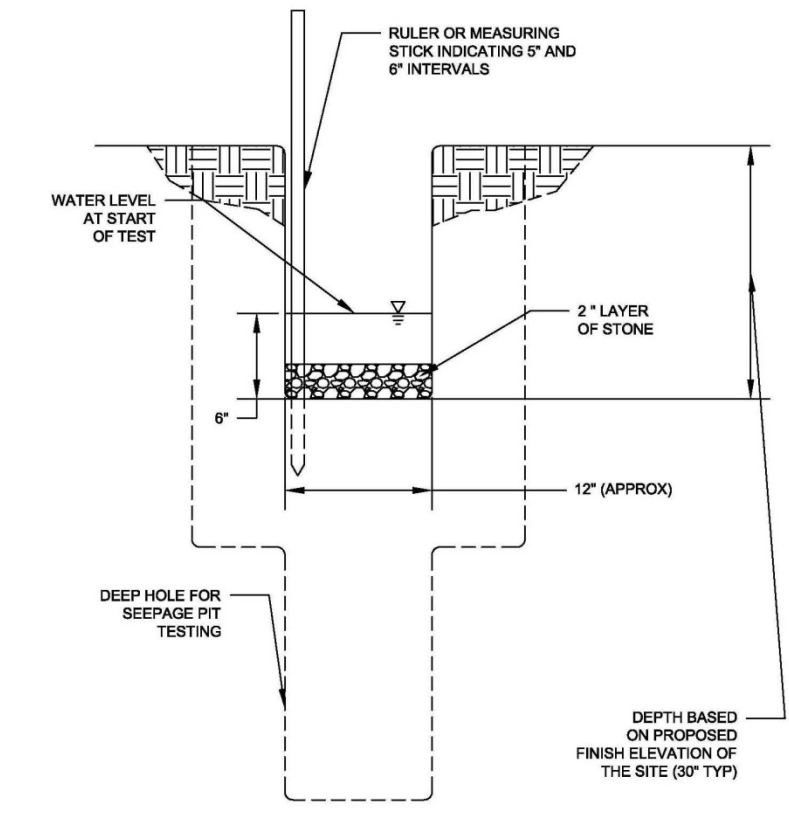 RULER OR MEASURING
STICK INDICATING 5" AND
6" INTERVALS
WATER LEVEL
AT START
OF TEST
2 " LAYER
OF STONE
6"
12" (APPROX)
DEEP HOLE FOR
SEEPAGE PIT
TESTING
DEPTH BASED
ON PROPOSED
FINISH ELEVATION OF
THE SITE (30" TYP)